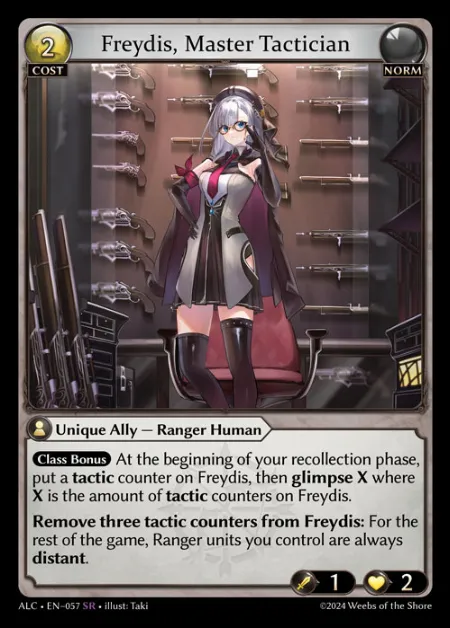 2
Freydis, Master Tactician
COST
NORM
Unique Ally — Ranger Human
Class Bonus At the beginning of your recollection phase,
put a tactic counter on Freydis, then glimpse X where
X is the amount of tactic counters on Freydis.
Remove three tactic counters from Freydis: For the
rest of the game, Ranger units you control are always
distant.
1
2
ALC • EN-057 SR • illust: Taki
©2024 Weebs of the Shore